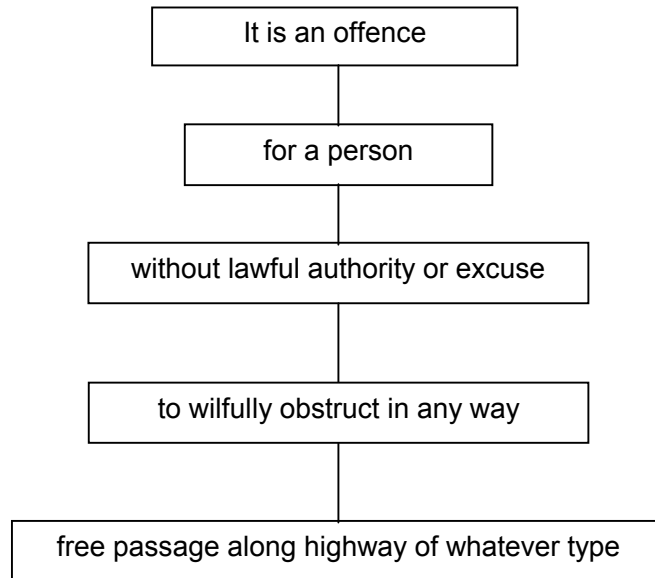 It is an offence
for a person
without lawful authority or excuse
to wilfully obstruct in any way
free passage along highway of whatever type